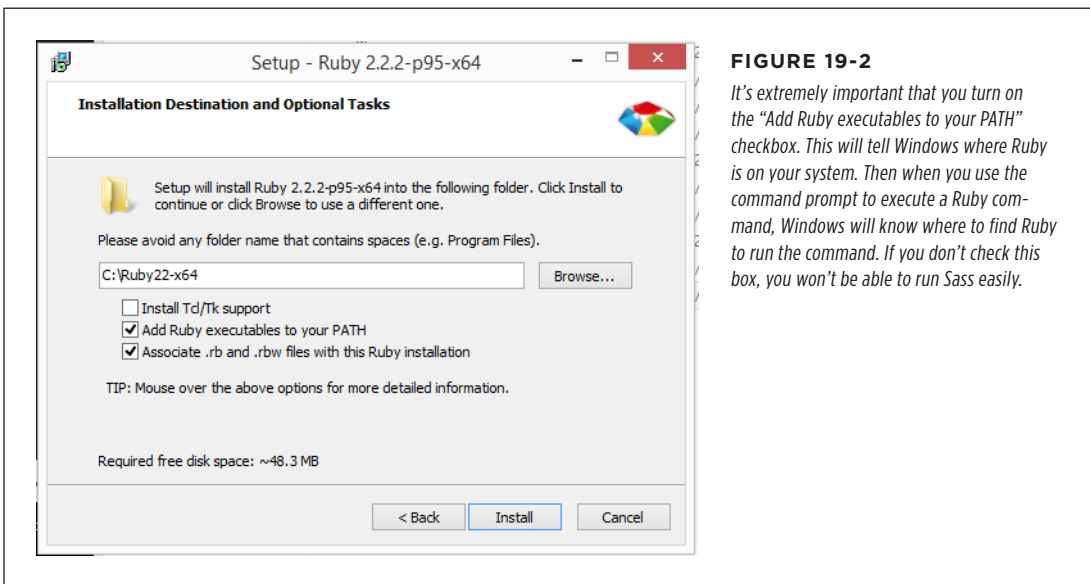 Setup - Ruby 2.2.2-p95-x64
Installation Destination and Optional Tasks
Setup will install Ruby 2.2.2-p95-x64 into the following folder. Click Install to
continue or click Browse to use a different one.
Please avoid any folder name that contains spaces (e.g. Program Files).
C:\Ruby22-x64
Browse...
Install Tcl/Tk support
Add Ruby executables to your PATH
Associate .rb and .rbw files with this Ruby installation
TIP: Mouse over the above options for more detailed information.
Required free disk space: ~48.3 MB
< Back
Install
Cancel
FIGURE 19-2
It's extremely important that you turn on
the “Add Ruby executables to your PATH”
checkbox. This will tell Windows where Ruby
is on your system. Then when you use the
command prompt to execute a Ruby com-
mand, Windows will know where to find Ruby
to run the command. If you don't check this
box, you won't be able to run Sass easily.